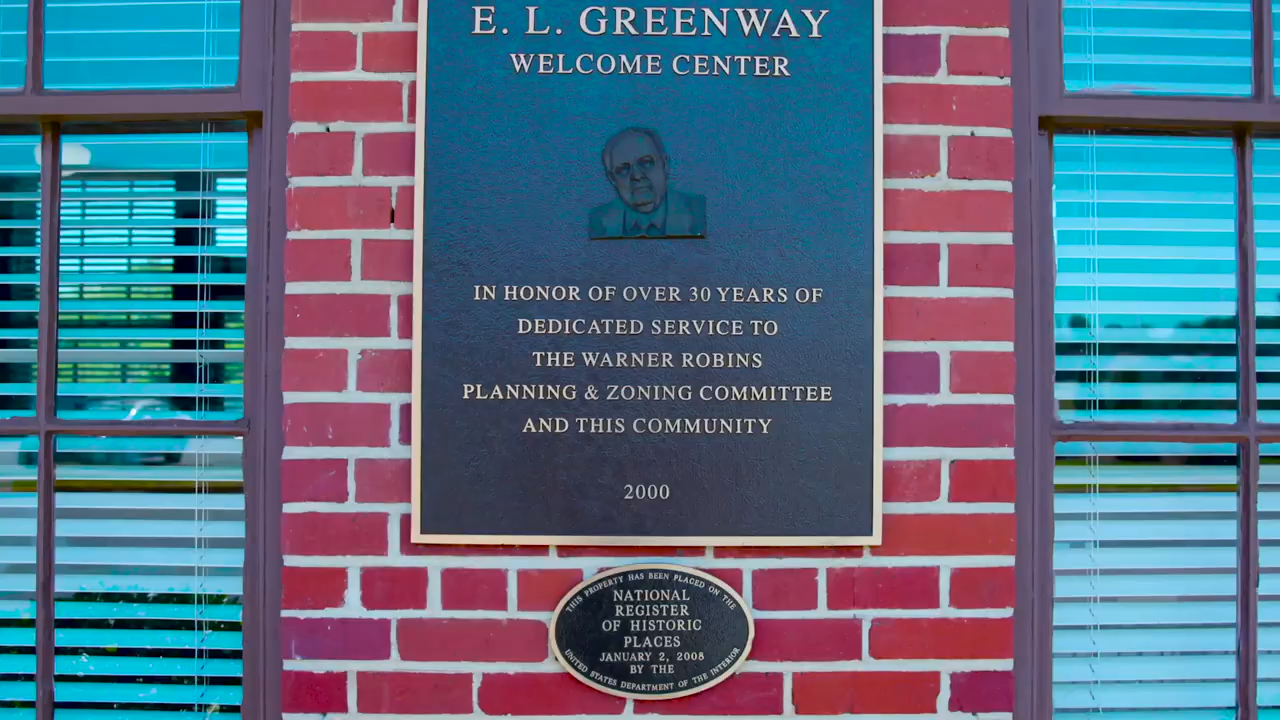 E. L. GREENWAY
WELCOME CENTER
IN HONOR OF OVER 30 YEARS OF
DEDICATED SERVICE TO
THE WARNER ROBINS
PLANNING & ZONING COMMITTEE
AND THIS COMMUNITY
2000
THIS PROPERTY HAS BEEN PLACED ON THE
NATIONAL
REGISTER
OF HISTORIC
PLACES
JANUARY 2, 2008
BY THE
UNITED STATES DEPARTMENT OF THE INTERIOR